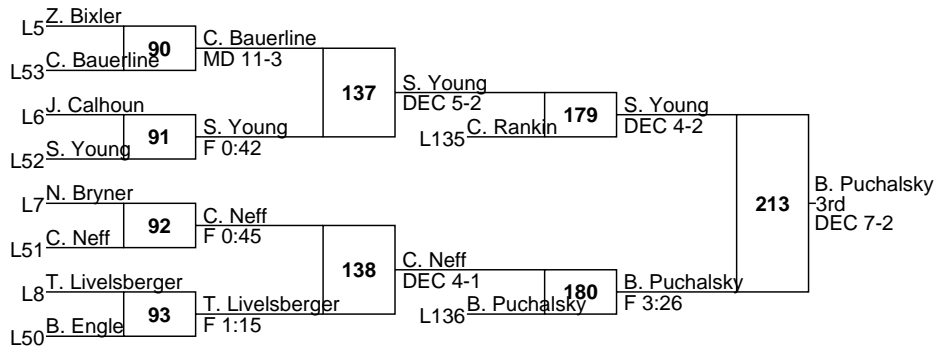 Z. Bixler
L5
90
C. Bauerline
MD 11-3
C. Bauerline
L53
137
S. Young
DEC 5-2
J. Calhoun
L6
91
S. Young
F 0:42
S. Young
L52
179
S. Young
DEC 4-2
C. Rankin
L135
N. Bryner
L7
92
C. Neff
F 0:45
C. Neff
L51
138
C. Neff
DEC 4-1
T. Livelsberger
L8
93
T. Livelsberger
F 1:15
B. Engle
L50
180
B. Puchalsky
F 3:26
B. Puchalsky
L136
213
B. Puchalsky
3rd
DEC 7-2